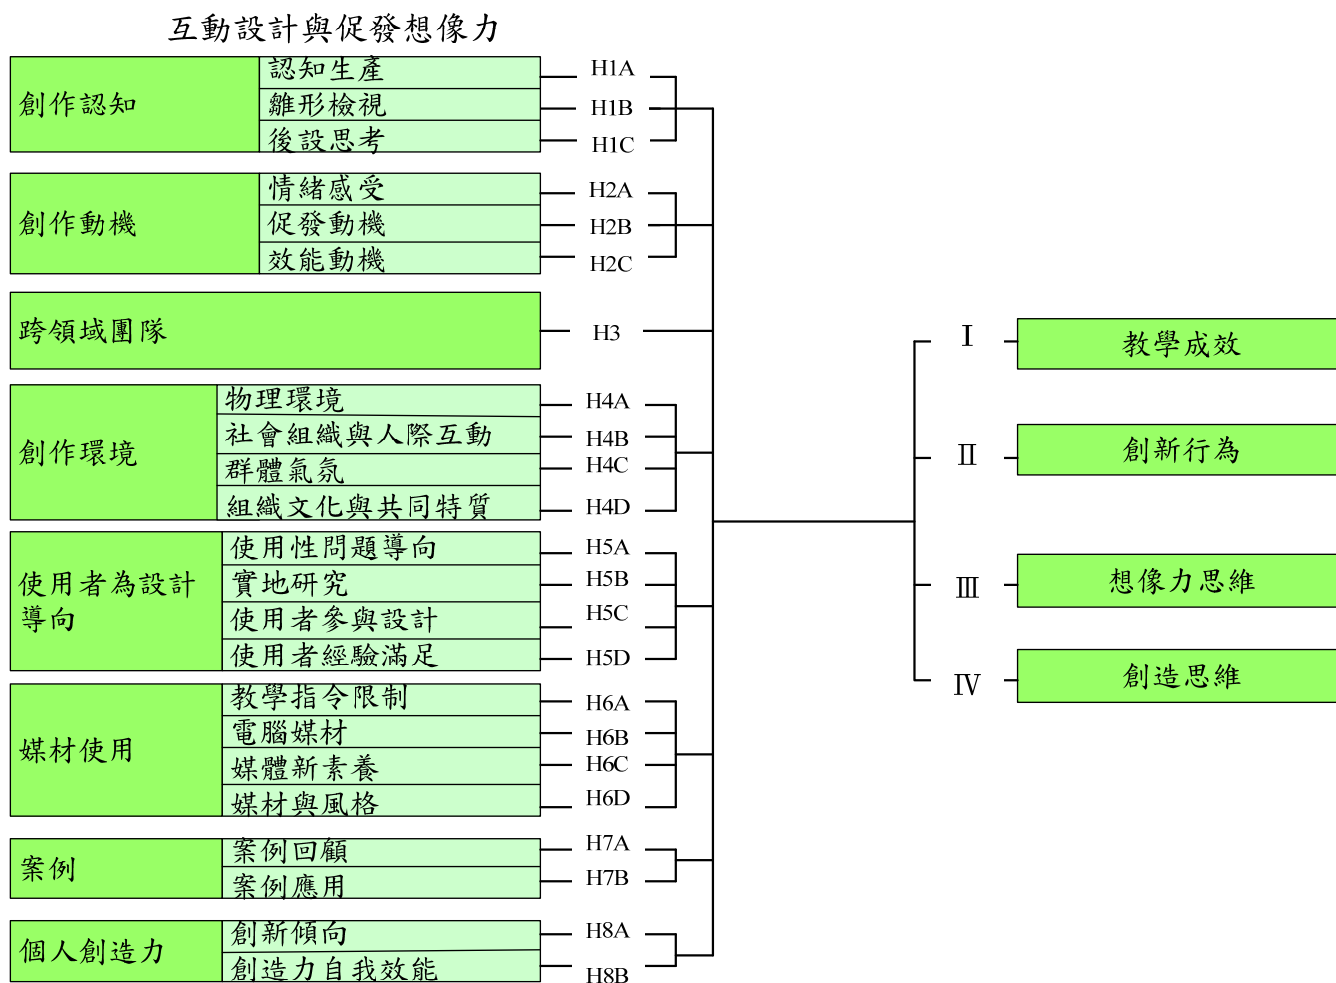 互動設計與促發想像力
創作認知
認知生產
雛形檢視
後設思考
H1A
H1B
H1C
創作動機
情緒感受
促發動機
效能動機
H2A
H2B
H2C
跨領域團隊
H3
創作環境
物理環境
社會組織與人際互動
群體氣氛
組織文化與共同特質
H4A
H4B
H4C
H4D
使用者為設計
導向
使用性問題導向
實地研究
使用者參與設計
使用者經驗滿足
H5A
H5B
H5C
H5D
媒材使用
教學指令限制
電腦媒材
媒體新素養
媒材與風格
H6A
H6B
H6C
H6D
案例
案例回顧
案例應用
H7A
H7B
個人創造力
創新傾向
創造力自我效能
H8A
H8B
I
教學成效
II
創新行為
III
想像力思維
IV
創造思維